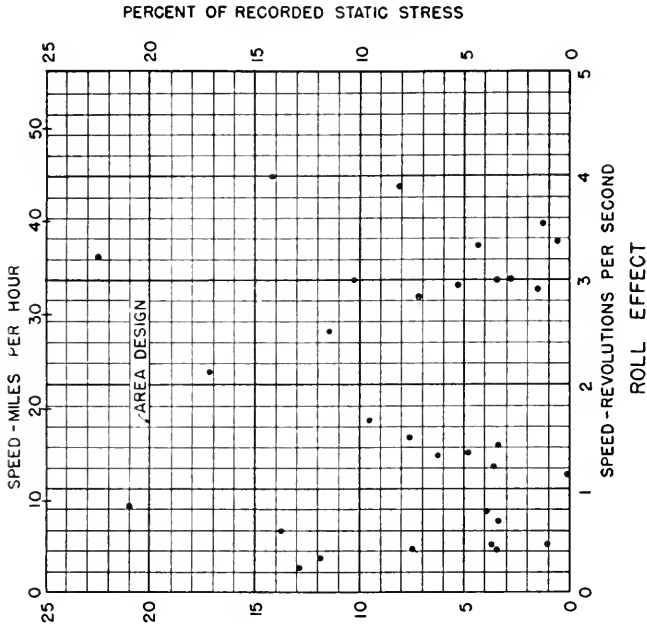 PERCENT OF RECORDED STATIC STRESS
25 20 15 10 5 0
SPEED-MILES PER HOUR
0 10 20 30 40 50
AREA DESIGN
25 20 15 10 5 0
0 1 2 3 4 5
SPEED-REVOLUTIONS PER SECOND
ROLL EFFECT